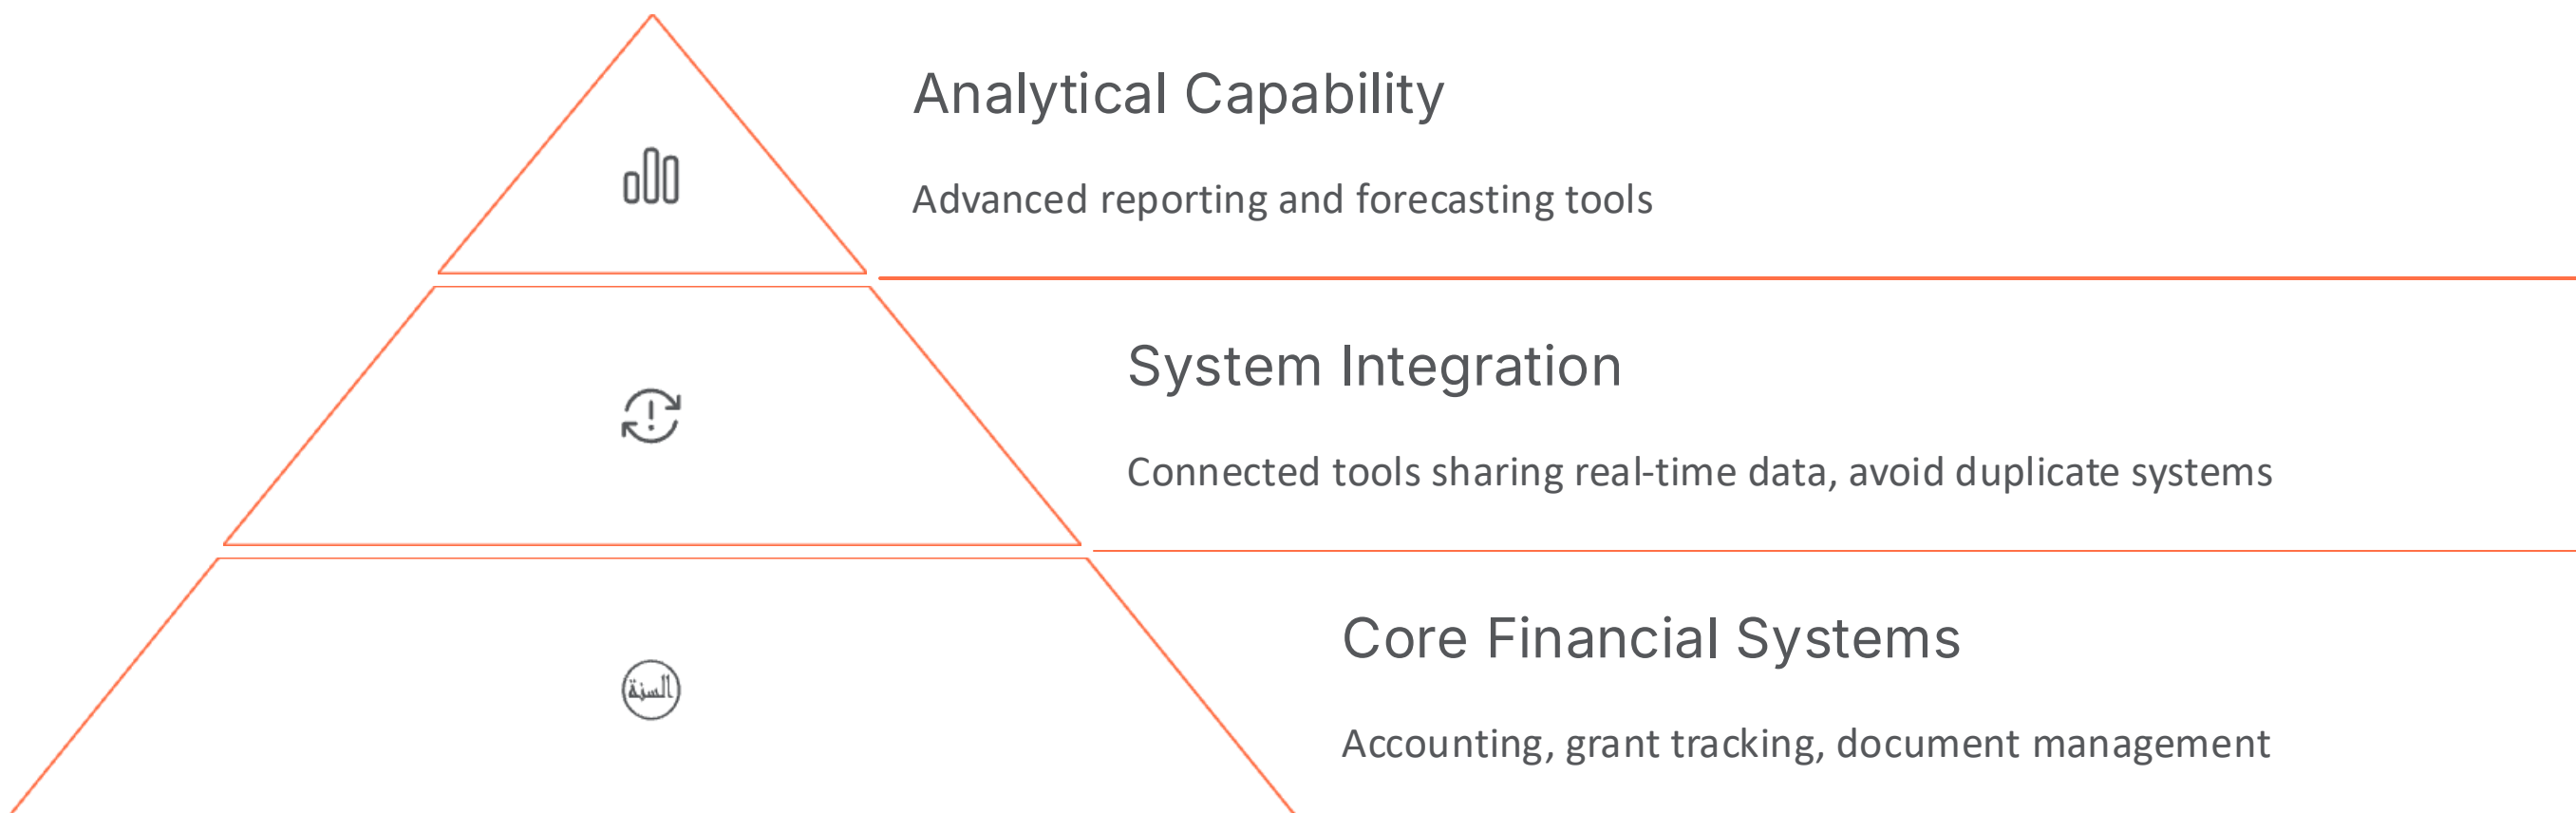 Analytical Capability
Advanced reporting and forecasting tools
System Integration
Connected tools sharing real-time data, avoid duplicate systems
السنة
Core Financial Systems
Accounting, grant tracking, document management